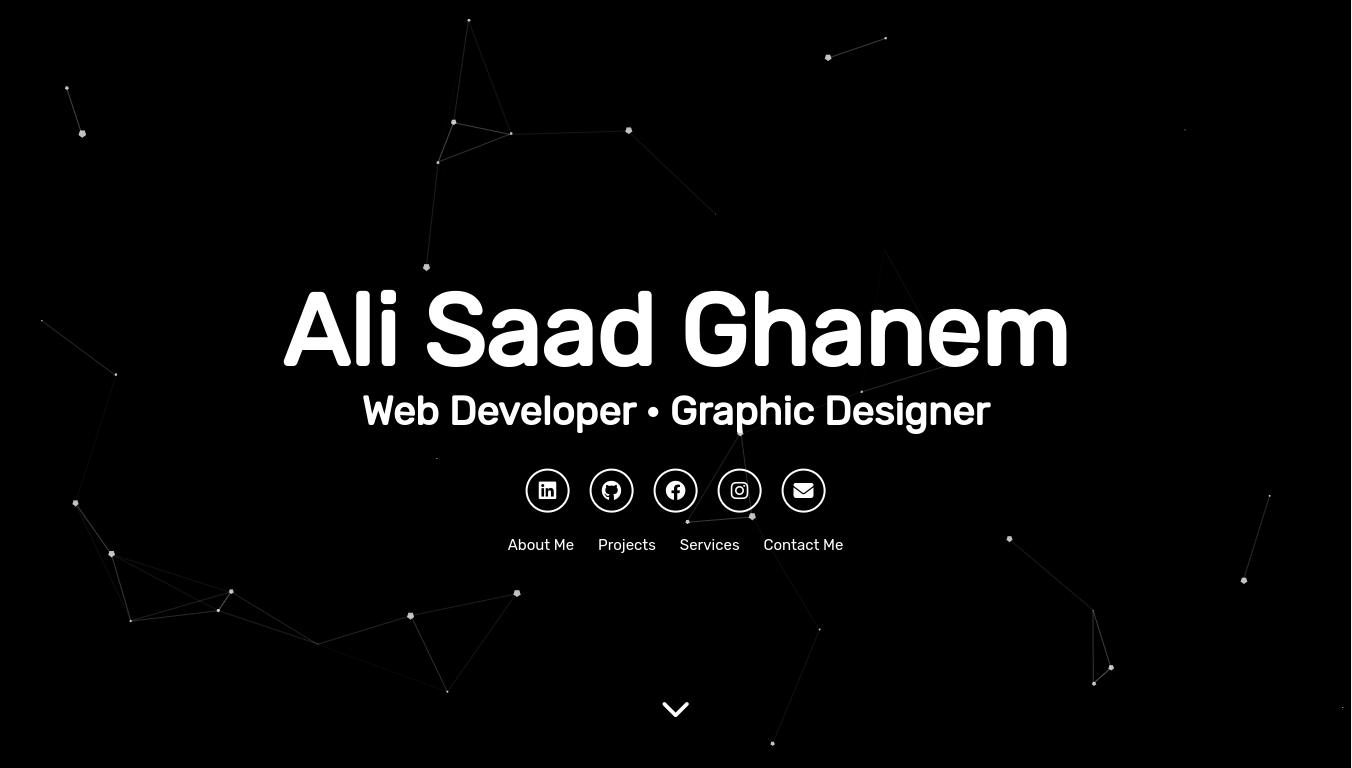 Ali Saad Ghanem
Web Developer • Graphic Designer
About Me Projects Services Contact Me